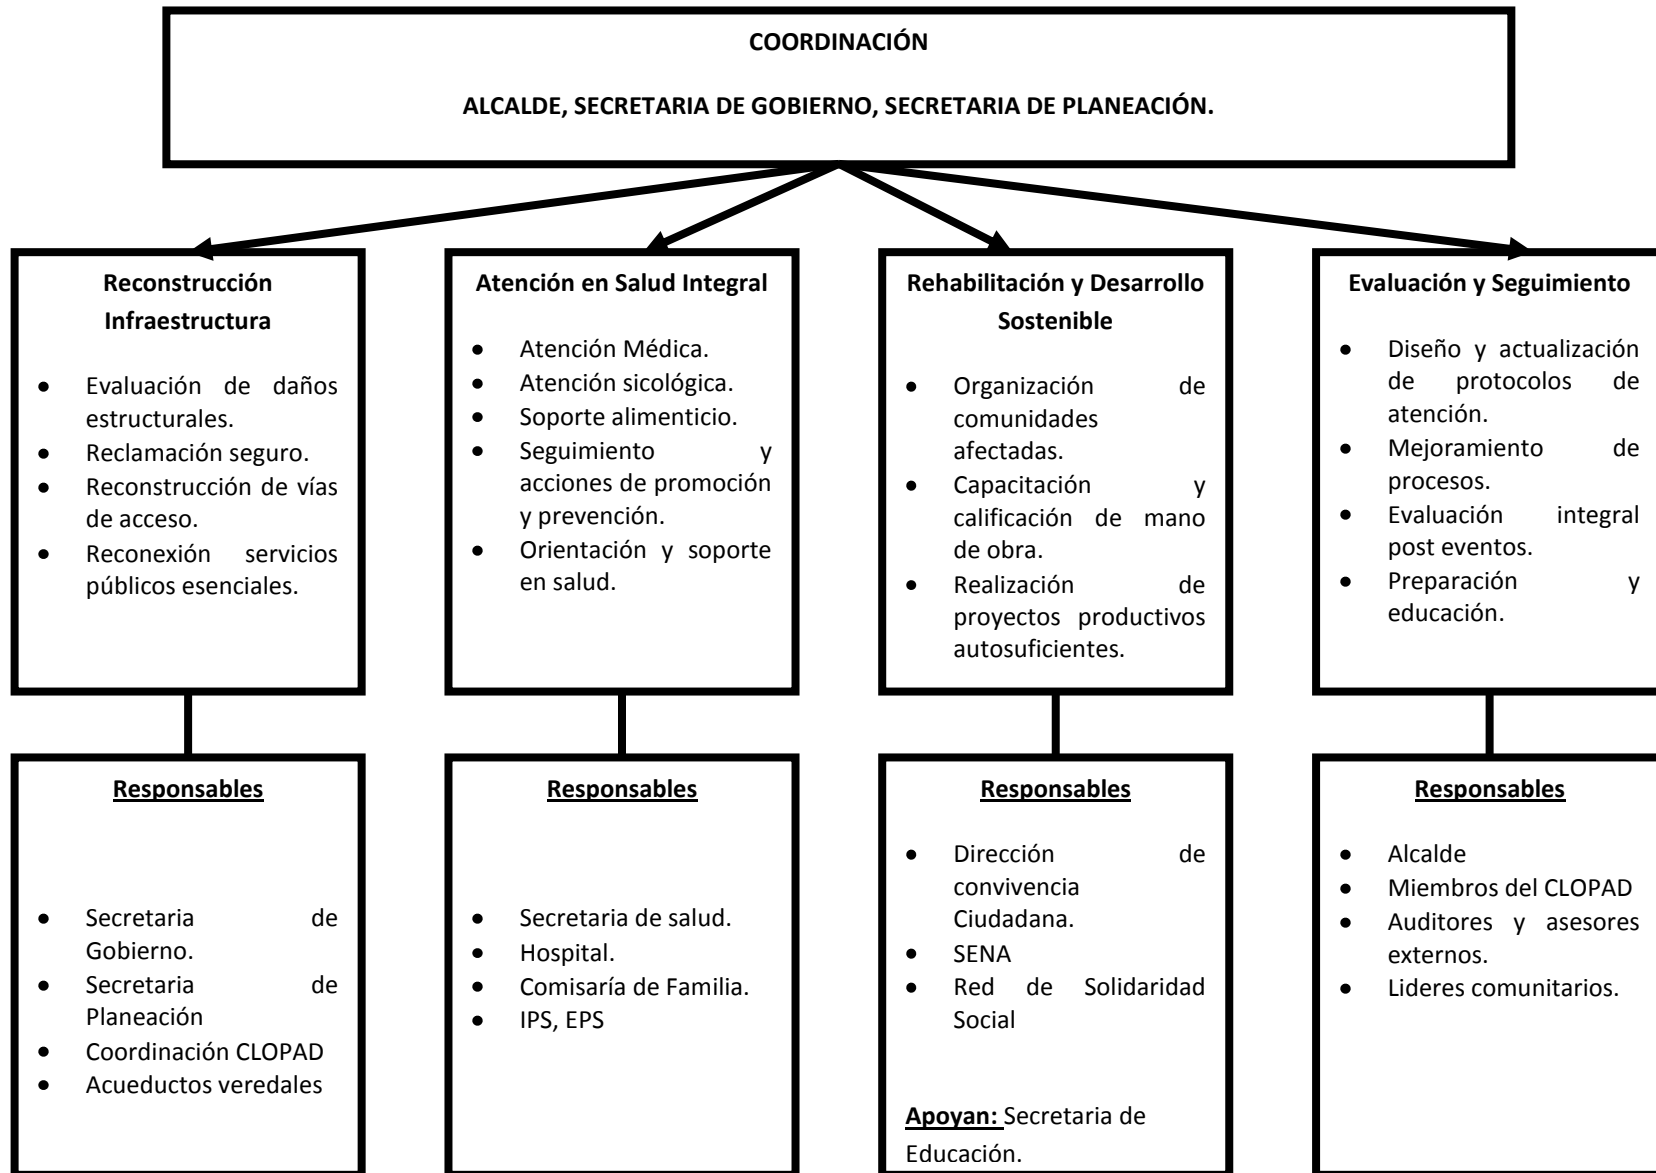 COORDINACIÓN
ALCALDE, SECRETARIA DE GOBIERNO, SECRETARIA DE PLANEACIÓN.
Reconstrucción
Infraestructura
• Evaluación de daños
estructurales.
• Reclamación seguro.
• Reconstrucción de vías
de acceso.
• Reconexión servicios
públicos esenciales.
Atención en Salud Integral
• Atención Médica.
• Atención sicológica.
• Soporte alimenticio.
• Seguimiento y
acciones de promoción
y prevención.
• Orientación y soporte
en salud.
Rehabilitación y Desarrollo
Sostenible
• Organización de
comunidades
afectadas.
• Capacitación y
calificación de mano
de obra.
• Realización de
proyectos productivos
autosuficientes.
Evaluación y Seguimiento
• Diseño y actualización
de protocolos de
atención.
• Mejoramiento de
procesos.
• Evaluación integral
post eventos.
• Preparación y
educación.
Responsables
• Secretaria de
Gobierno.
• Secretaria de
Planeación
• Coordinación CLOPAD
• Acueductos veredales
Responsables
• Secretaria de salud.
• Hospital.
• Comisaría de Familia.
• IPS, EPS
Responsables
• Dirección de
convivencia
Ciudadana.
• SENA
• Red de Solidaridad
Social
Apoyan: Secretaria de
Educación.
Responsables
• Alcalde
• Miembros del CLOPAD
• Auditores y asesores
externos.
• Lideres comunitarios.